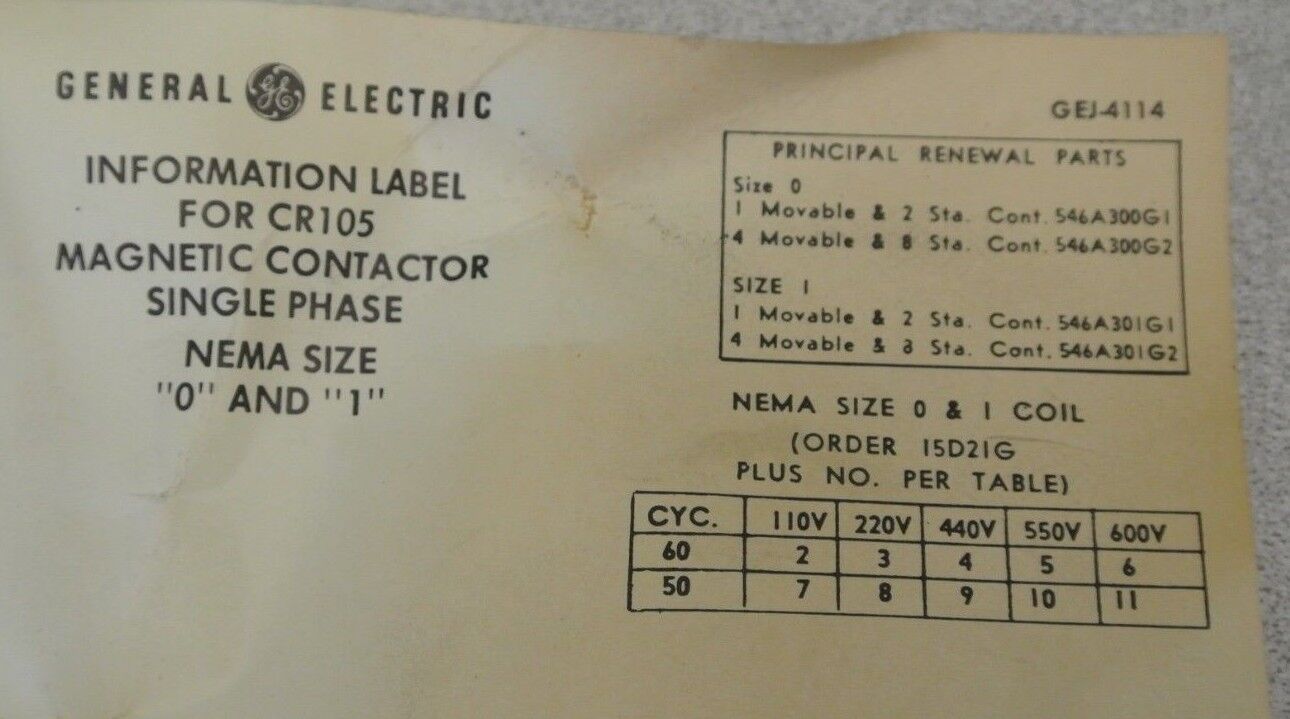 GENERAL GE ELECTRIC
INFORMATION LABEL
FOR CR105
MAGNETIC CONTACTOR
SINGLE PHASE
NEMA SIZE
"0" AND "1"
GEJ-4114
PRINCIPAL RENEWAL PARTS
Size 0
1 Movable & 2 Sta. Cont. 546A300G1
4 Movable & 8 Sta. Cont. 546A300G2
SIZE 1
1 Movable & 2 Sta. Cont. 546A301G1
4 Movable & 8 Sta. Cont. 546A301G2
NEMA SIZE 0 & 1 COIL
(ORDER 15D21G
PLUS NO. PER TABLE)
CYC. 110V 220V 440V 550V 600V
60 2 3 4 5 6
50 7 8 9 10 11